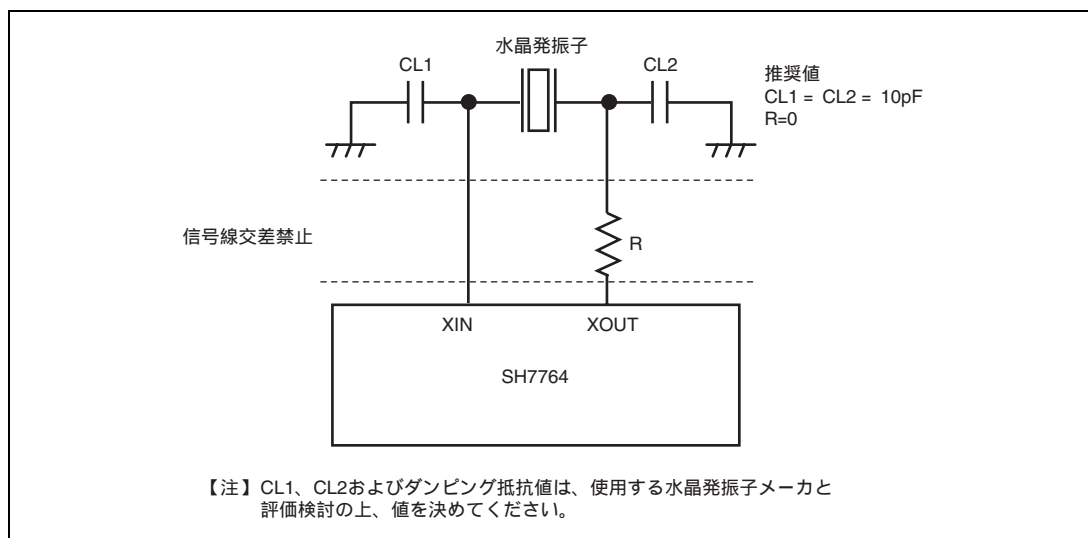 水晶発振子
CL1
CL2
推奨値
CL1 = CL2 = 10pF
R=0
信号線交差禁止
R
XIN
XOUT
SH7764
【注】CL1、CL2およびダンピング抵抗値は、使用する水晶発振子メーカと
評価検討の上、値を決めてください。